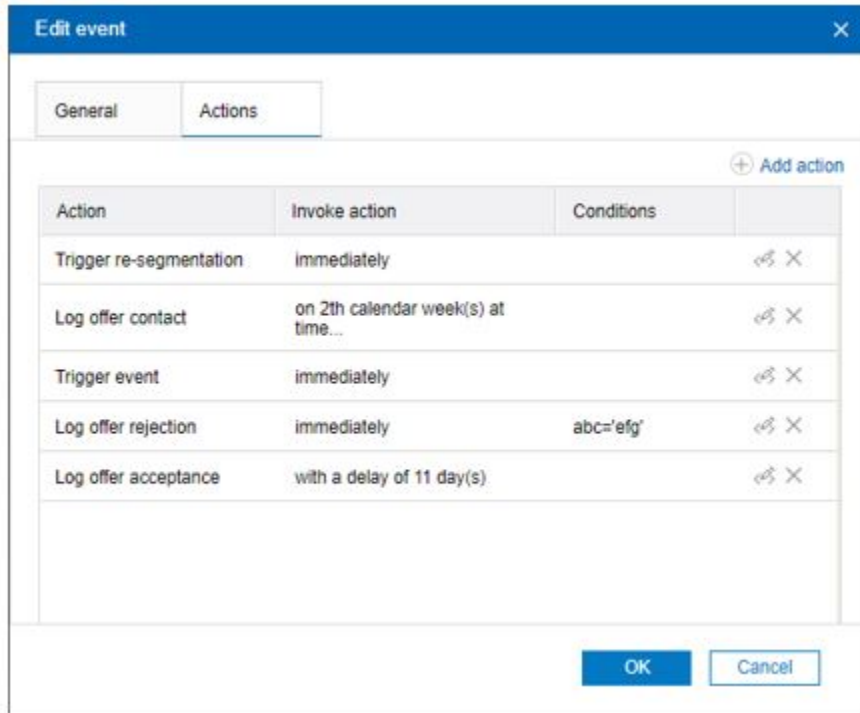 Edit event
General Actions
Add action
Action Invoke action Conditions
Trigger re-segmentation immediately
Log offer contact on 2th calendar week(s) at
time...
Trigger event immediately
Log offer rejection immediately abc='efg'
Log offer acceptance with a delay of 11 day(s)
OK Cancel